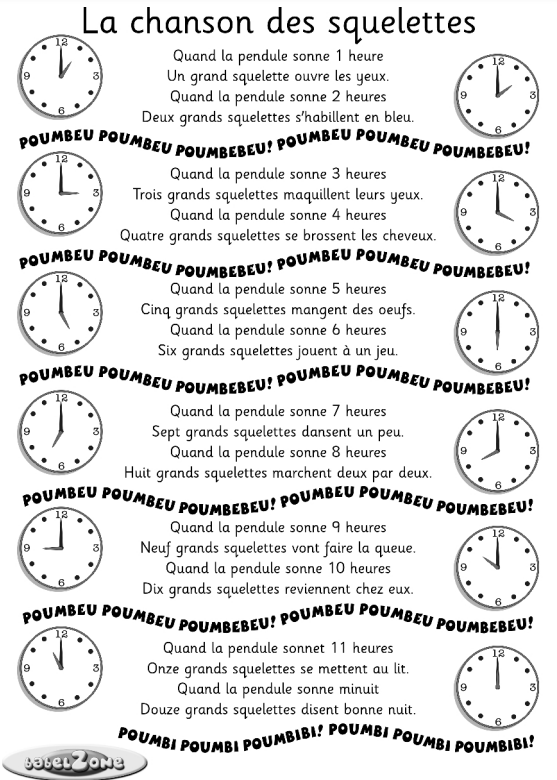 La chanson des squelettes
Quand la pendule sonne 1 heure
Un grand squelette ouvre les yeux.
Quand la pendule sonne 2 heures
Deux grands squelettes s'habillent en bleu.
POUMBEU POUMBEU POUMBEBEU! POUMBEU POUMBEU POUMBEBEU!
Quand la pendule sonne 3 heures
Trois grands squelettes maquillent leurs yeux.
Quand la pendule sonne 4 heures
Quatre grands squelettes se brossent les cheveux.
POUMBEU POUMBEU POUMBEBEU! POUMBEU POUMBEU POUMBEBEU!
Quand la pendule sonne 5 heures
Cinq grands squelettes mangent des oeufs.
Quand la pendule sonne 6 heures
Six grands squelettes jouent à un jeu.
POUMBEU POUMBEU POUMBEBEU! POUMBEU POUMBEU POUMBEBEU!
Quand la pendule sonne 7 heures
Sept grands squelettes dansent un peu.
Quand la pendule sonne 8 heures
Huit grands squelettes marchent deux par deux.
POUMBEU POUMBEU POUMBEBEU! POUMBEU POUMBEU POUMBEBEU!
Quand la pendule sonne 9 heures
Neuf grands squelettes vont faire la queue.
Quand la pendule sonne 10 heures
Dix grands squelettes reviennent chez eux.
POUMBEU POUMBEU POUMBEBEU! POUMBEU POUMBEU POUMBEBEU!
Quand la pendule sonnet 11 heures
Onze grands squelettes se mettent au lit.
Quand la pendule sonne minuit
Douze grands squelettes disent bonne nuit.
POUMBI POUMBI POUMBIBI! POUMBI POUMBI POUMBIBI!
BabelZone